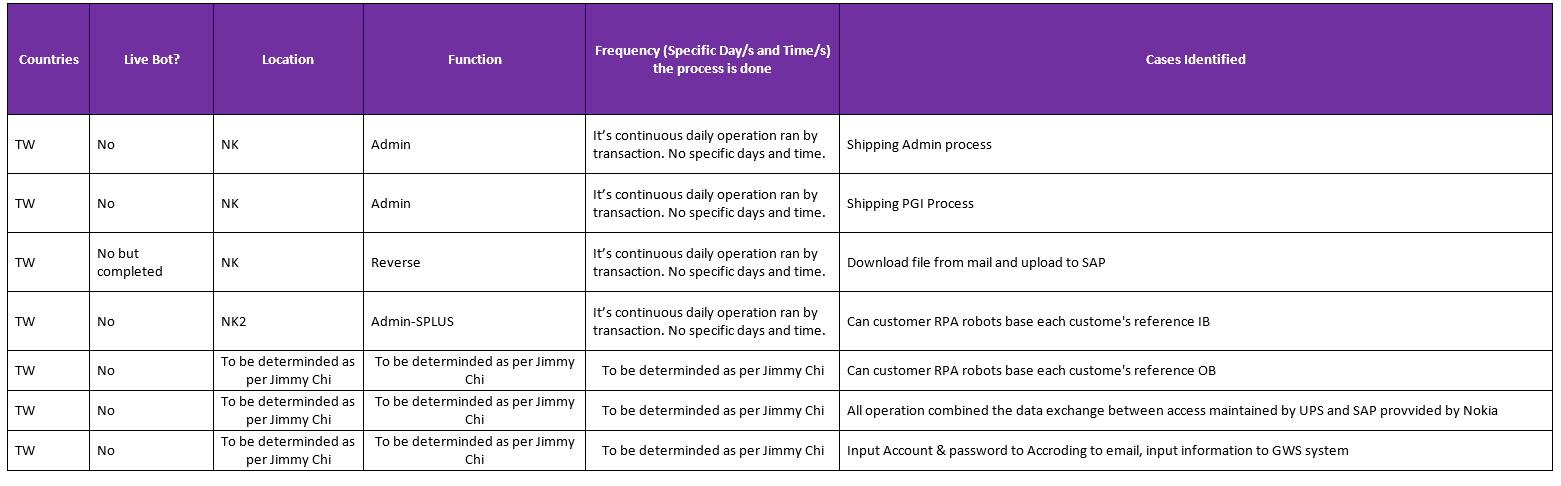 Countries
Live Bot?
Location
Function
Frequency (Specific Day/s and Time/s)
the process is done
Cases Identified
TW
No
NK
Admin
It’s continuous daily operation ran by
transaction. No specific days and time.
Shipping Admin process
TW
No
NK
Admin
It’s continuous daily operation ran by
transaction. No specific days and time.
Shipping PGI Process
TW
No but
completed
NK
Reverse
It’s continuous daily operation ran by
transaction. No specific days and time.
Download file from mail and upload to SAP
TW
No
NK2
Admin-SPLUS
It’s continuous daily operation ran by
transaction. No specific days and time.
Can customer RPA robots base each custome's reference IB
TW
No
To be determinded as
per Jimmy Chi
To be determinded as per Jimmy
Chi
To be determinded as per Jimmy Chi
Can customer RPA robots base each custome's reference OB
TW
No
To be determinded as
per Jimmy Chi
To be determinded as per Jimmy
Chi
To be determinded as per Jimmy Chi
All operation combined the data exchange between access maintained by UPS and SAP provvided by Nokia
TW
No
To be determinded as
per Jimmy Chi
To be determinded as per Jimmy
Chi
To be determinded as per Jimmy Chi
Input Account & password to Accroding to email, input information to GWS system